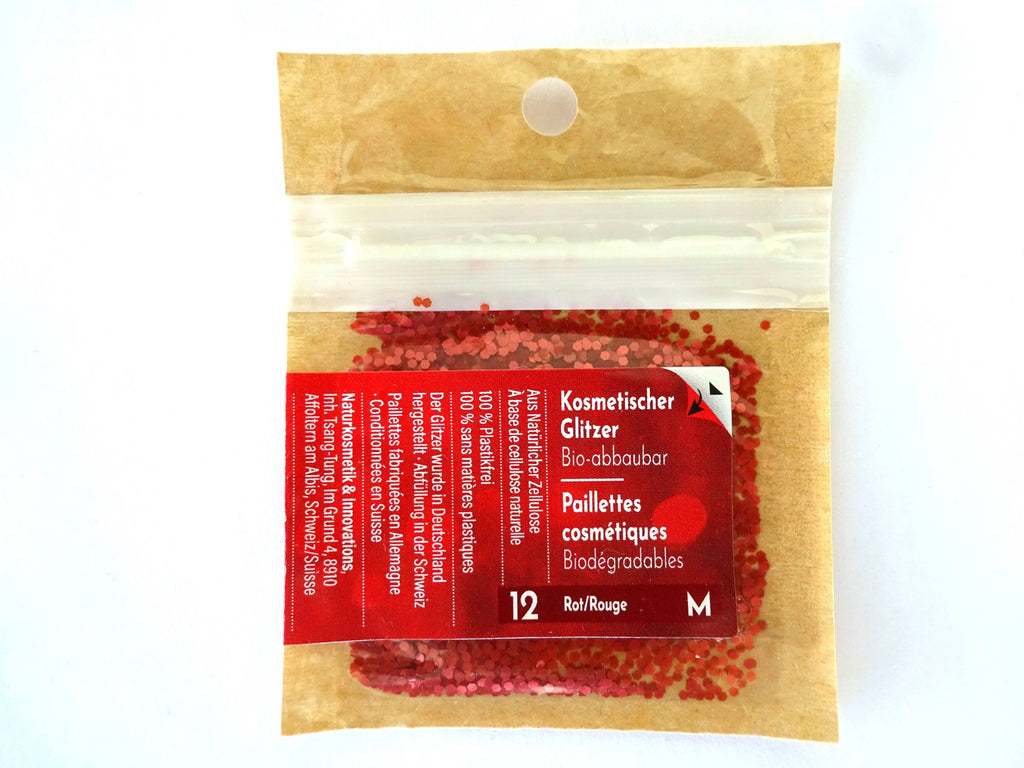 Kosmetischer
Glitzer
Bio-abbaubar
Paillettes
cosmétiques
Biodégradables
12 Rot/Rouge M
Aus Natürlicher Zellulose
À base de cellulose naturelle
100 % Plastikfrei
100 % sans matières plastiques
Der Glitzer wurde in Deutschland
hergestellt · Abfüllung in der Schweiz
Paillettes fabriquées en Allemagne
· Conditionnées en Suisse
Naturkosmetik & Innovations,
Inh. Tsang-Tung, Im Grund 4, 8910
Affoltern am Albis, Schweiz/Suisse